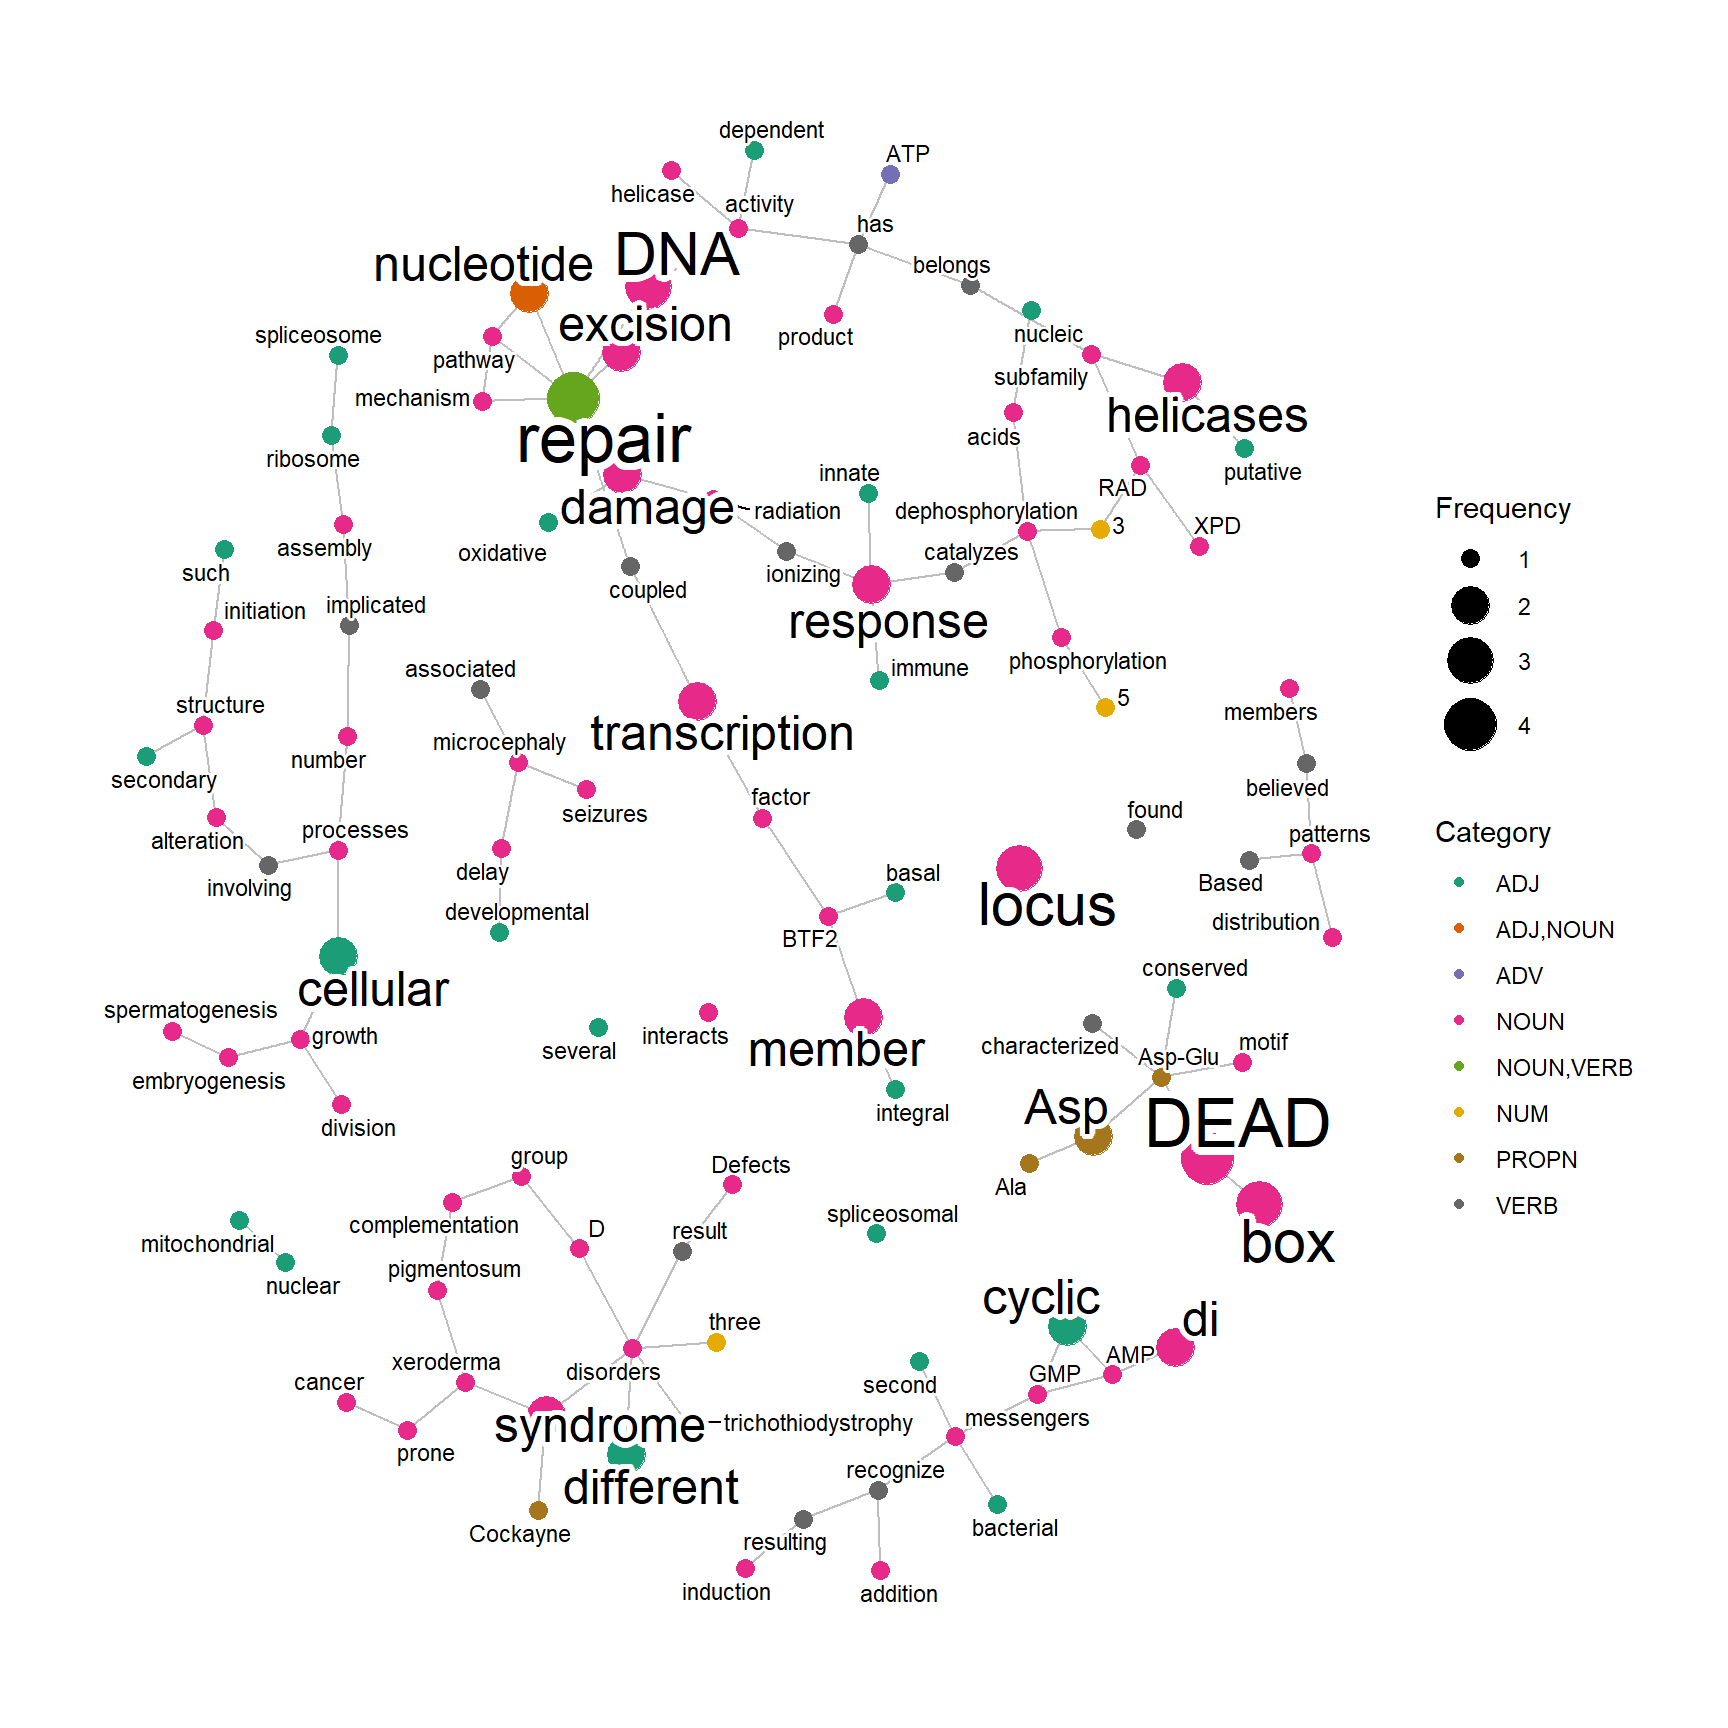 dependent
ATP
helicase
activity
has
DNA
nucleotide
belongs
excision
spliceosome
product
nucleic
pathway
subfamily
mechanism
helicases
repair
acids
ribosome
innate
putative
RAD
damage
radiation
dephosphorylation
3
XPD
assembly
oxidative
catalyzes
such
ionizing
coupled
initiation
implicated
response
associated
immune
phosphorylation
5
structure
members
transcription
microcephaly
number
secondary
believed
factor
found
seizures
processes
patterns
alteration
delay
basal
Based
involving
locus
developmental
distribution
BTF2
conserved
cellular
spermatogenesis
growth
interacts
several
member
characterized
Asp-Glu
motif
embryogenesis
Asp
integral
DEAD
division
group
Defects
Ala
complementation
D
result
spliceosomal
mitochondrial
box
nuclear
pigmentosum
cyclic
di
three
xeroderma
disorders
AMP
GMP
cancer
second
syndrome
trichothiodystrophy
messengers
prone
recognize
different
Cockayne
bacterial
resulting
induction
addition
Frequency
1
2
3
4
Category
ADJ
ADJ,NOUN
ADV
NOUN
NOUN,VERB
NUM
PROPN
VERB